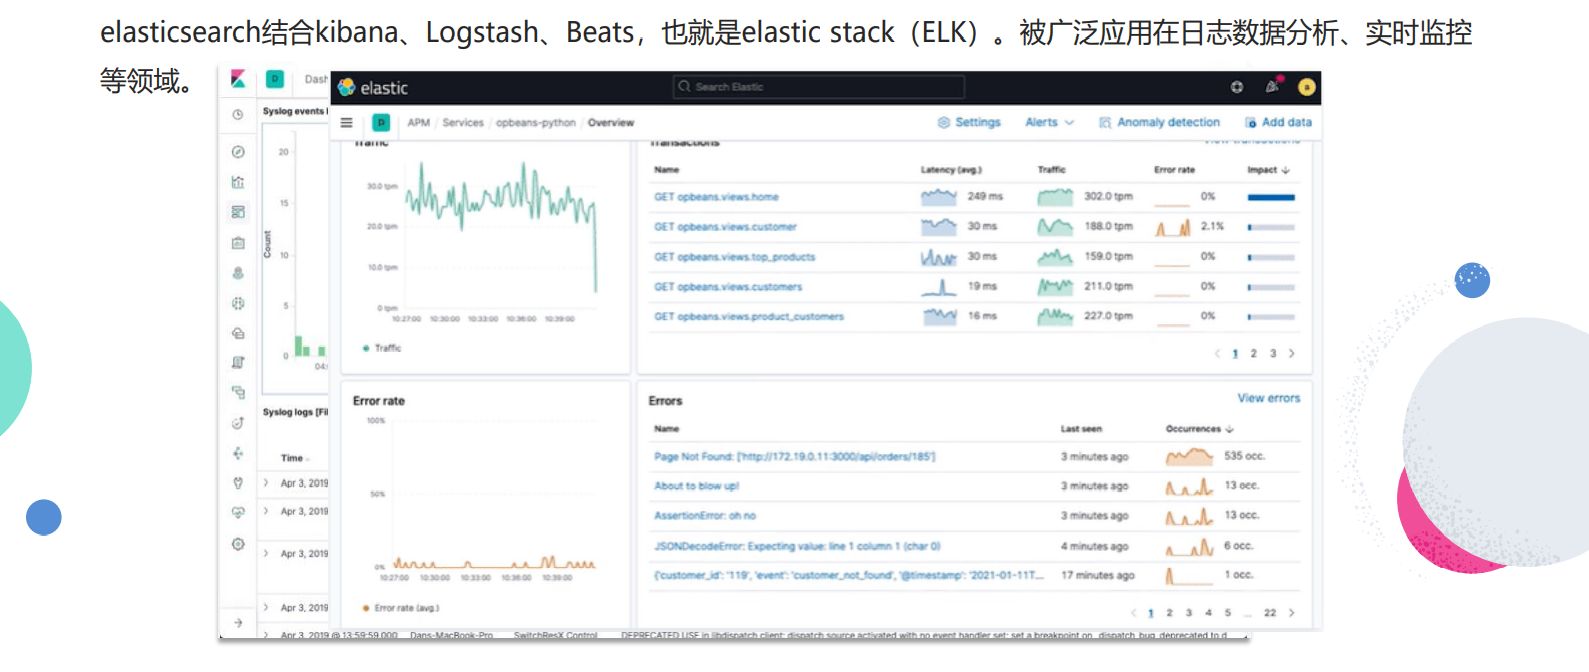 elasticsearch结合kibana、Logstash、Beats，也就是elastic stack（ELK）。被广泛应用在日志数据分析、实时监控
等领域。
D Dash
elastic
Search Elastic
D APM / Services / opbeans-python / Overview
Settings Alerts Anomaly detection Add data
Syslog events
Count
20
15
10
5
0
04:
Syslog logs [Fil
Time
Apr 3, 2019
Apr 3, 2019
Apr 3, 2019
Apr 3, 2019
Traffic
30.0 tpm
20.0 tpm
10.0 tpm
0 tpm
10:27:00 10:30:00 10:33:00 10:36:00 10:39:00
Traffic
Transactions View transactions
Name Latency (avg.) Traffic Error rate Impact
GET opbeans.views.home 249 ms 302.0 tpm 0%
GET opbeans.views.customer 30 ms 188.0 tpm 2.1%
GET opbeans.views.top_products 30 ms 159.0 tpm 0%
GET opbeans.views.customers 19 ms 211.0 tpm 0%
GET opbeans.views.product_customers 16 ms 227.0 tpm 0%
1 2 3
Error rate
100%
50%
0%
10:27:00 10:30:00 10:33:00 10:36:00 10:39:00
Error rate (avg.)
Errors View errors
Name Last seen Occurrences
Page Not Found: ['http://172.19.0.11:3000/api/orders/185'] 3 minutes ago 535 occ.
About to blow up! 3 minutes ago 13 occ.
AssertionError: oh no 3 minutes ago 13 occ.
JSONDecodeError: Expecting value: line 1 column 1 (char 0) 4 minutes ago 6 occ.
{'customer_id': '119', 'event': 'customer_not_found', '@timestamp': '2021-01-11T... 17 minutes ago 1 occ.
1 2 3 4 5 ... 22
Apr 3, 2019 @ 13:59:59.000 Dans-MacBook-Pro SwitchResX Control DEPRECATED USE in libdispatch client: dispatch source activated with no event handler set; set a breakpoint on _dispatch_bug_deprecated to d